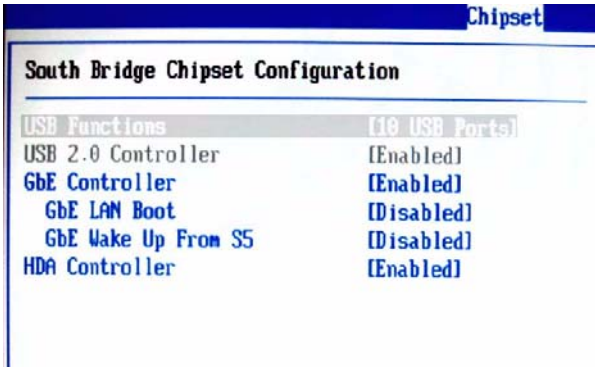 Chipset
South Bridge Chipset Configuration
USB Functions [10 USB Ports]
USB 2.0 Controller [Enabled]
GbE Controller [Enabled]
GbE LAN Boot [Disabled]
GbE Wake Up From S5 [Disabled]
HDA Controller [Enabled]